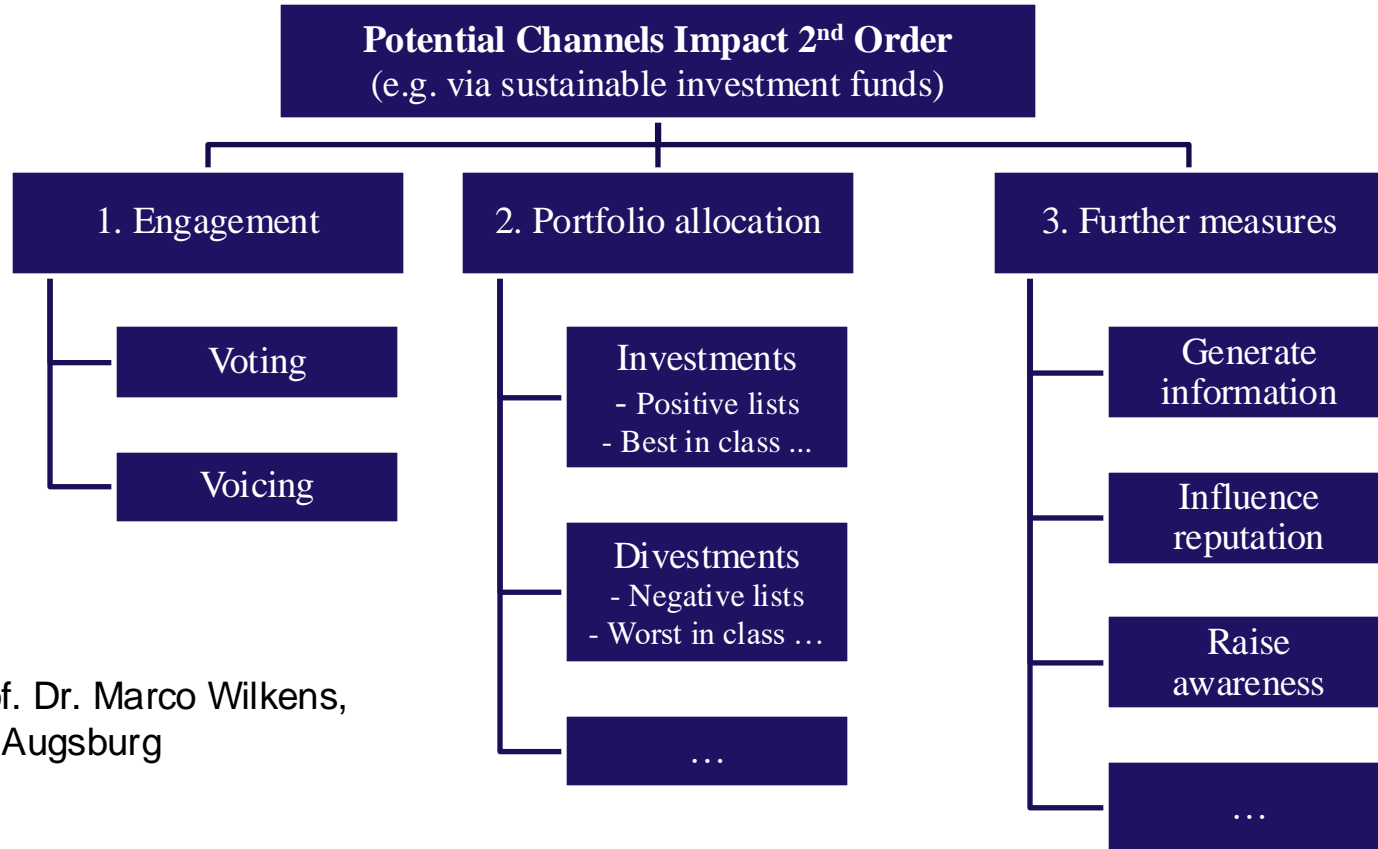 Potential Channels Impact 2nd Order
(e.g. via sustainable investment funds)
1. Engagement
Voting
Voicing
2. Portfolio allocation
Investments
- Positive lists
- Best in class ...
Divestments
- Negative lists
- Worst in class …
…
3. Further measures
Generate
information
Influence
reputation
Raise
awareness
…
f. Dr. Marco Wilkens,
Augsburg